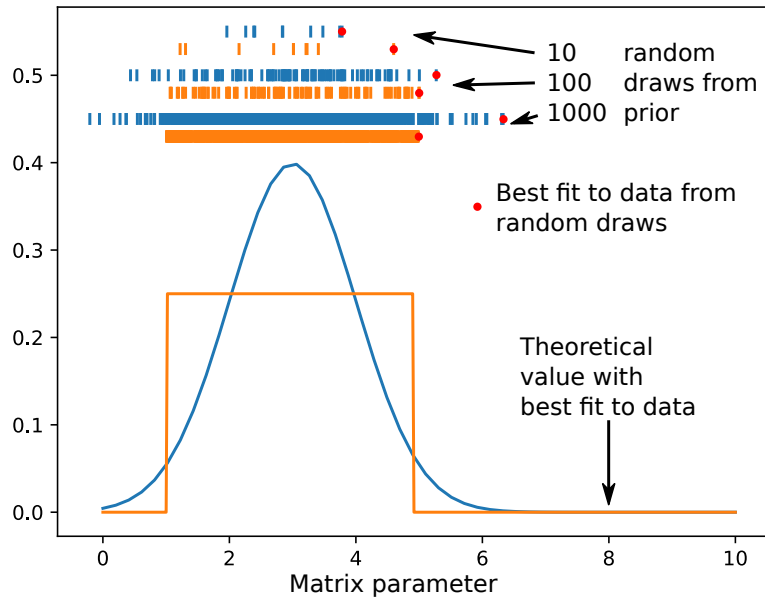 10 random
100 draws from
1000 prior
0.5
0.4
Best fit to data from
random draws
0.3
0.2
Theoretical
value with
best fit to data
0.1
0.0
0 2 4 6 8 10
Matrix parameter